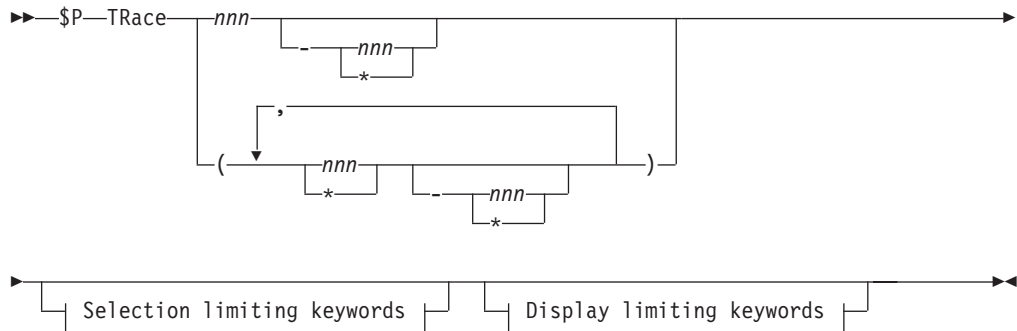 $P TRace nnn
- nnn
*
,
( nnn - nnn )
* *
Selection limiting keywords Display limiting keywords